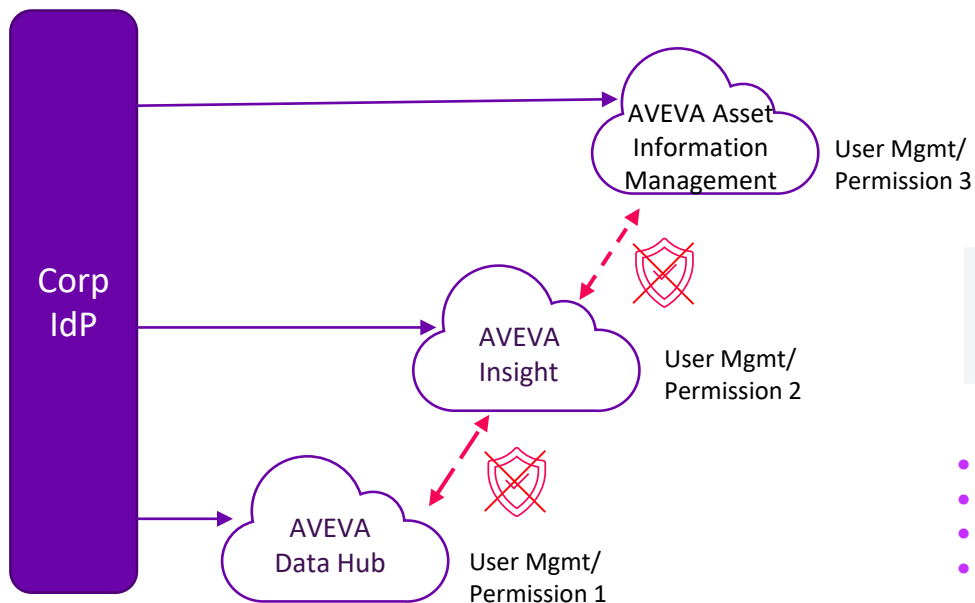 Corp
IdP
AVEVA Asset
Information
Management
User Mgmt/
Permission 3
AVEVA
Insight
User Mgmt/
Permission 2
AVEVA
Data Hub
User Mgmt/
Permission 1